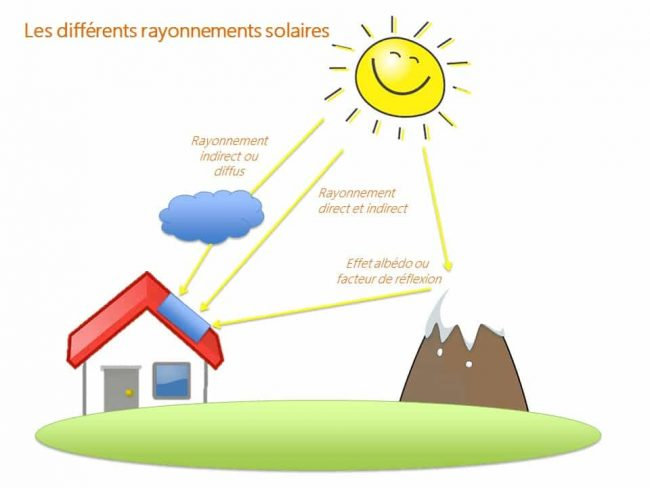 Les différents rayonnements solaires
Rayonnement
indirect ou
diffus
Rayonnement
direct et indirect
Effet albédo ou
facteur de réflexion